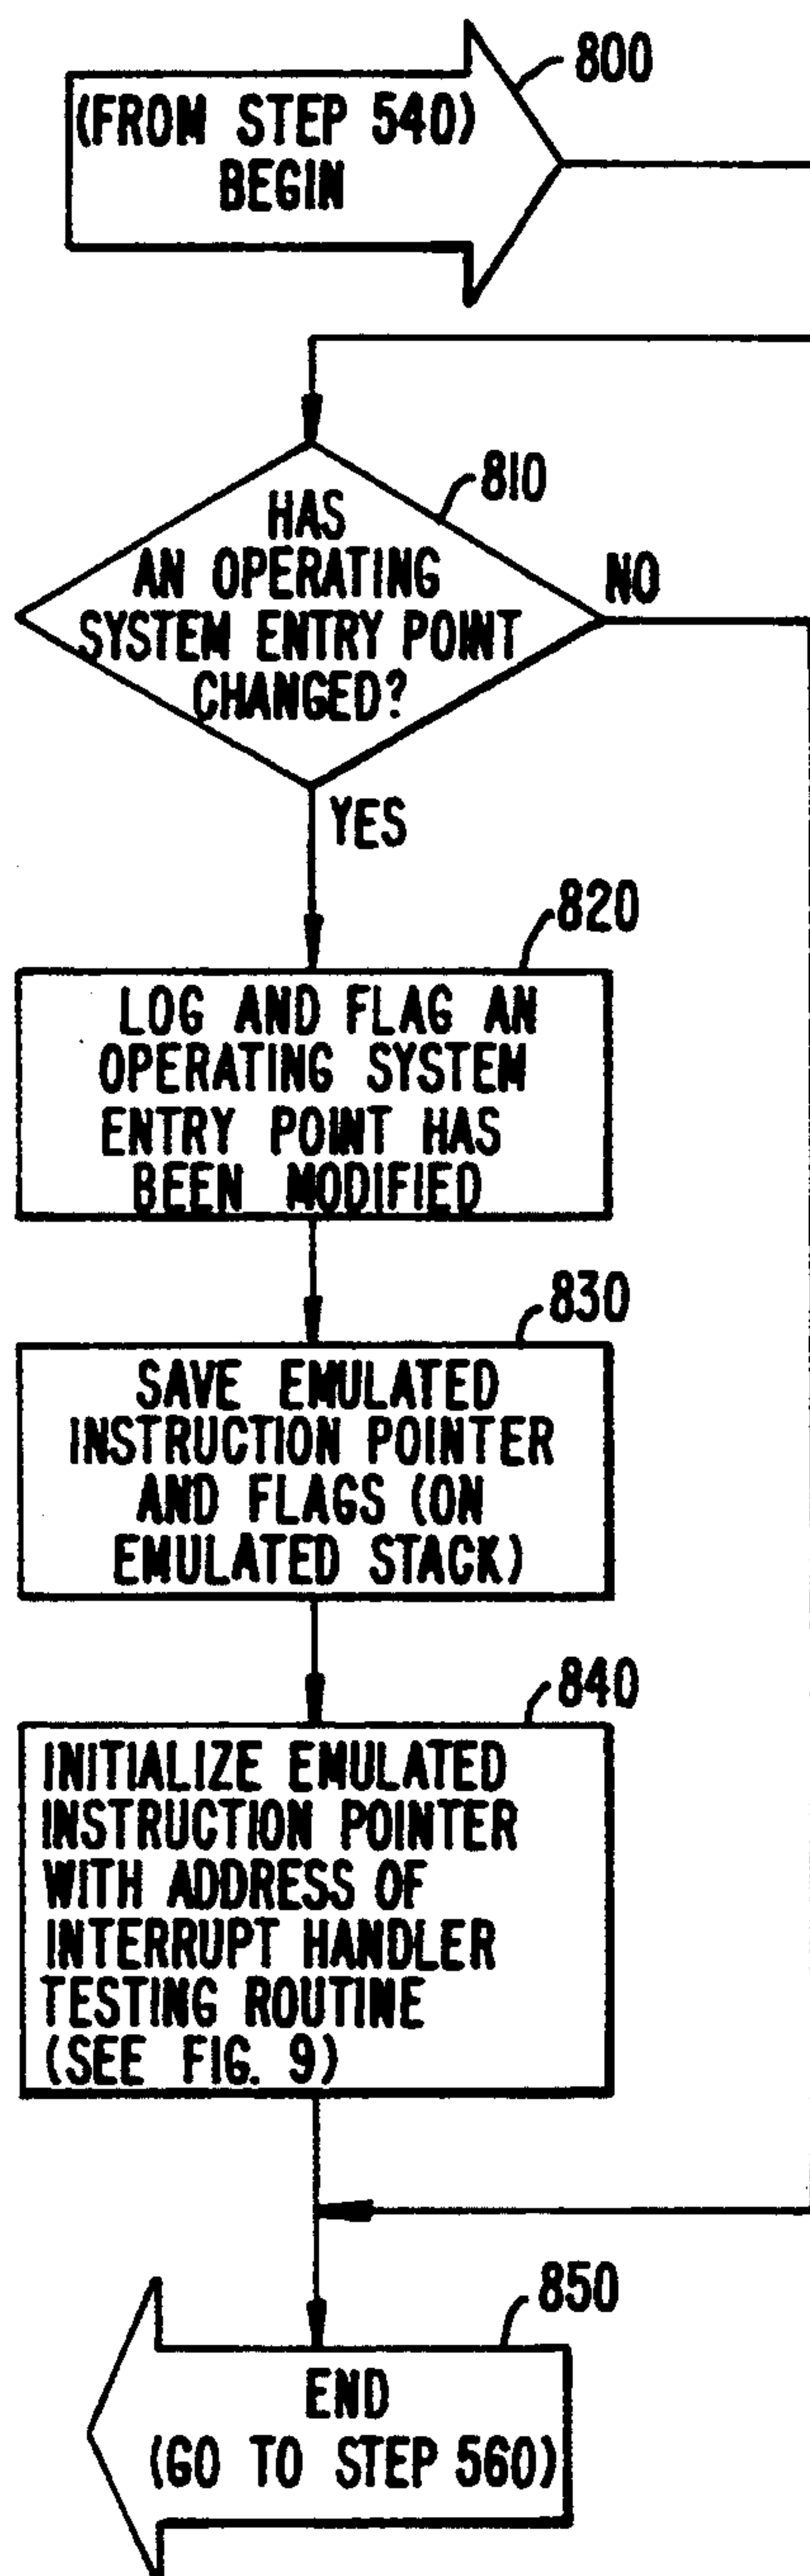 800
(FROM STEP 540)
BEGIN
810
HAS
AN OPERATING
SYSTEM ENTRY POINT
CHANGED?
NO
YES
820
LOG AND FLAG AN
OPERATING SYSTEM
ENTRY POINT HAS
BEEN MODIFIED
830
SAVE EMULATED
INSTRUCTION POINTER
AND FLAGS (ON
EMULATED STACK)
840
INITIALIZE EMULATED
INSTRUCTION POINTER
WITH ADDRESS OF
INTERRUPT HANDLER
TESTING ROUTINE
(SEE FIG. 9)
850
END
(GO TO STEP 560)